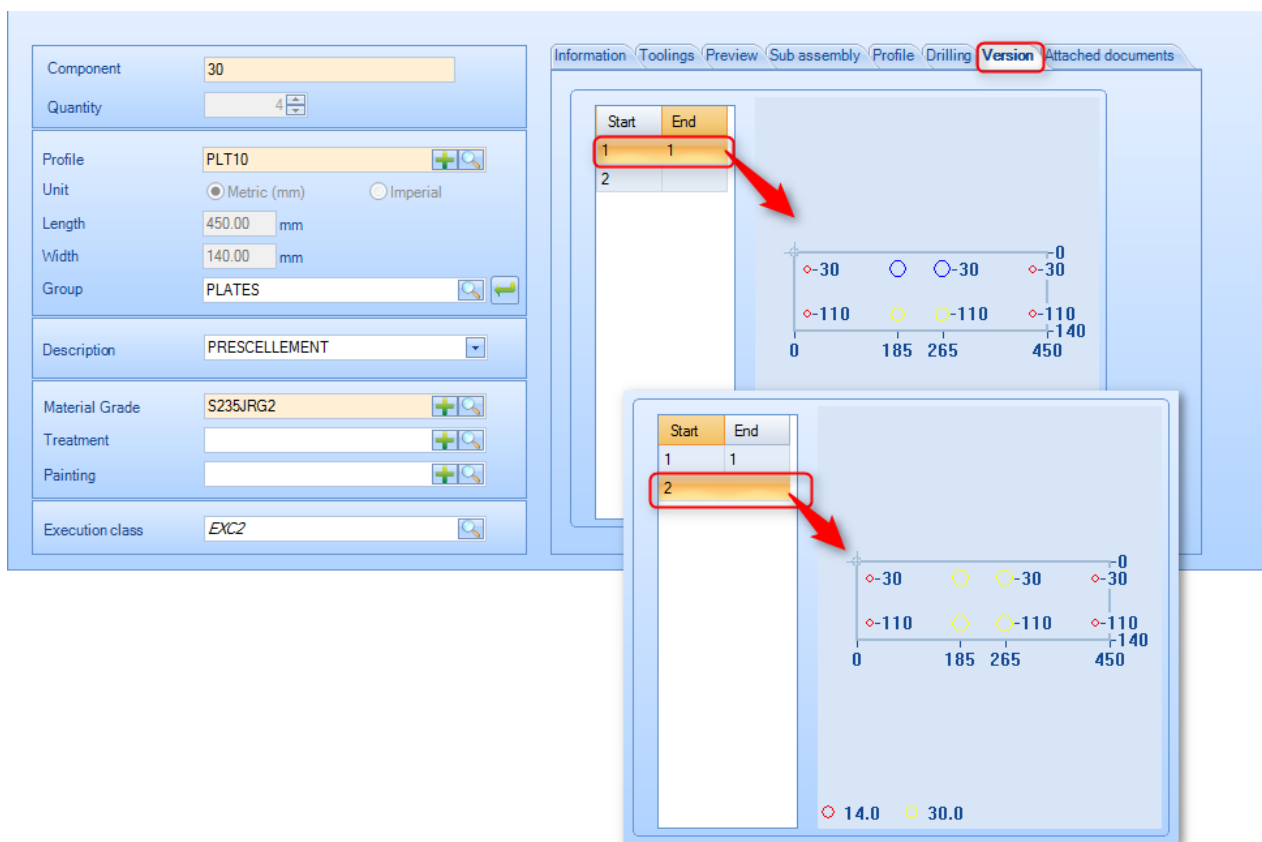 Information Toolings Preview Sub assembly Profile Drilling Version Attached documents
Component 30
Quantity 4
Profile PLT10
Unit Metric (mm) Imperial
Length 450.00 mm
Width 140.00 mm
Group PLATES
Description PRESCELLEMENT
Material Grade S235JRG2
Treatment
Painting
Execution class EXC2
Start End
1 1
2
-0
-30 -30 -30
-110 -110 -110
-140
0 185 265 450
Start End
1 1
2
-0
-30 -30 -30
-110 -110 -110
-140
0 185 265 450
14.0 30.0